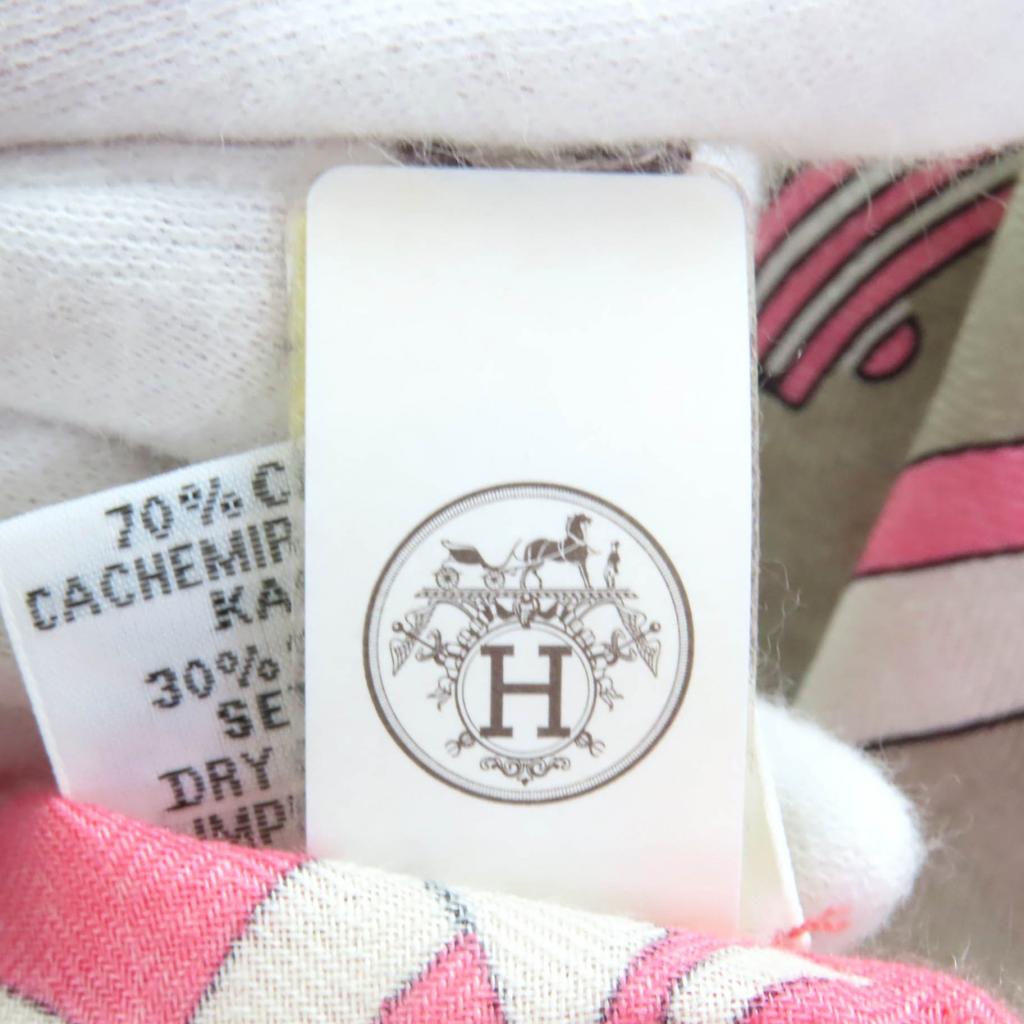 70% C
CACHEMIR
KA
30%
SE
DRY
IMP
H